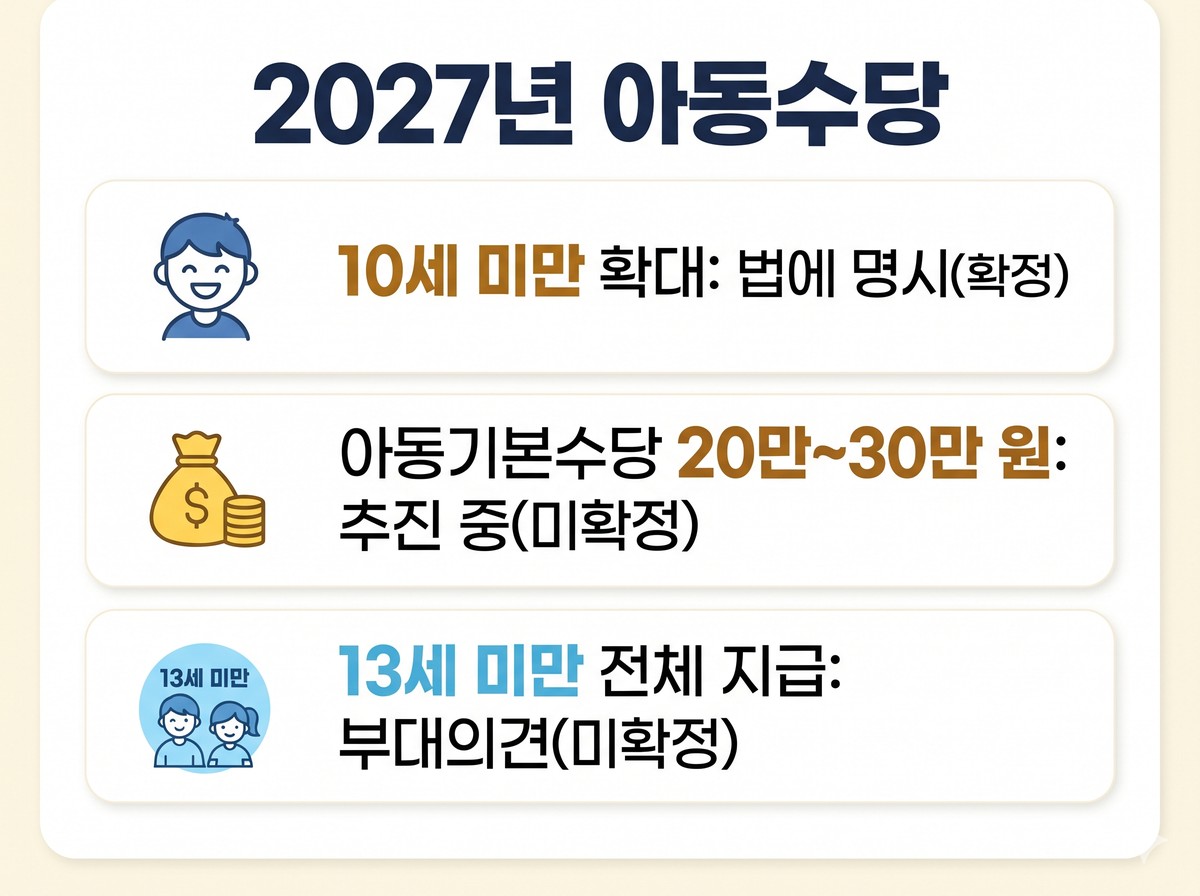 2027년 아동수당
10세 미만 확대: 법에 명시(확정)
아동기본수당 20만~30만 원:
추진 중(미확정)
13세 미만
13세 미만 전체 지급:
부대의견(미확정)